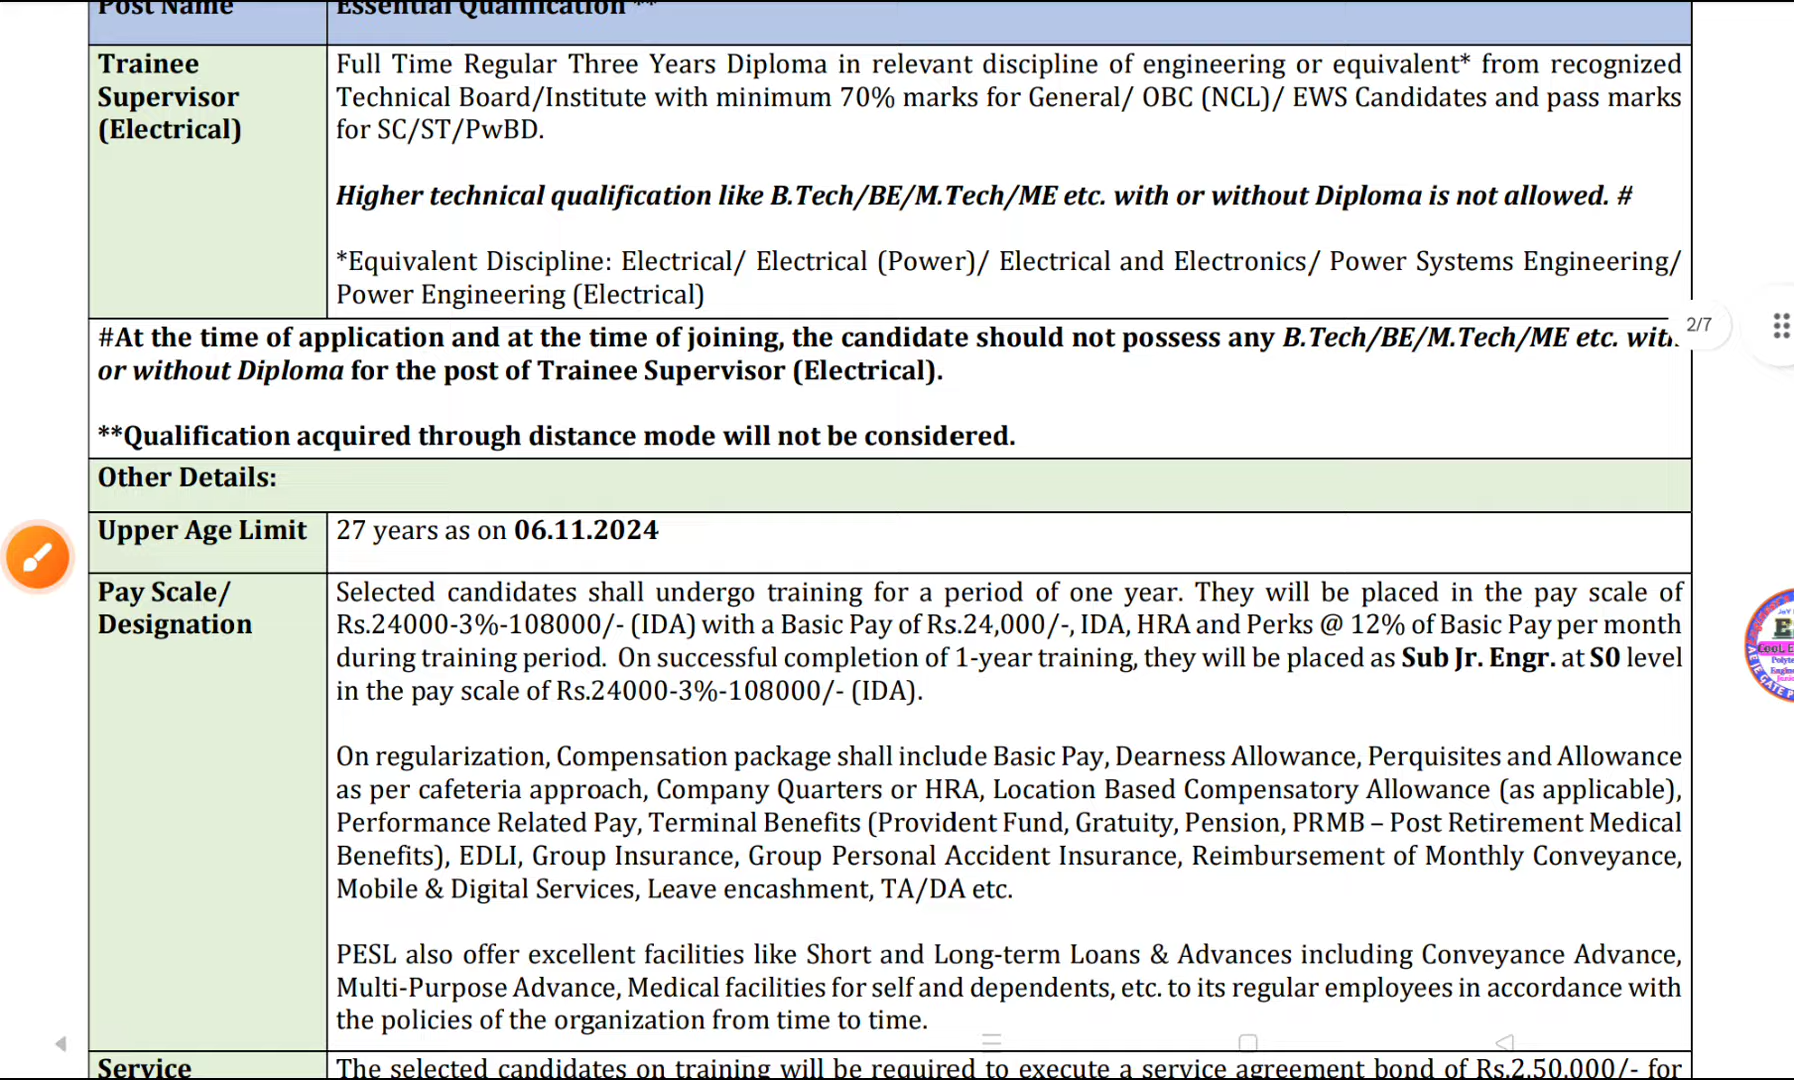 Post Name
Essential Qualification **
Trainee
Supervisor
(Electrical)
Full Time Regular Three Years Diploma in relevant discipline of engineering or equivalent* from recognized
Technical Board/Institute with minimum 70% marks for General/ OBC (NCL)/ EWS Candidates and pass marks
for SC/ST/PwBD.
Higher technical qualification like B.Tech/BE/M.Tech/ME etc. with or without Diploma is not allowed. #
*Equivalent Discipline: Electrical/ Electrical (Power)/ Electrical and Electronics/ Power Systems Engineering/
Power Engineering (Electrical)
#At the time of application and at the time of joining, the candidate should not possess any B.Tech/BE/M.Tech/ME etc. with
or without Diploma for the post of Trainee Supervisor (Electrical).
2/7
**Qualification acquired through distance mode will not be considered.
Other Details:
Upper Age Limit
27 years as on 06.11.2024
Pay Scale/
Designation
Selected candidates shall undergo training for a period of one year. They will be placed in the pay scale of
Rs.24000-3%-108000/- (IDA) with a Basic Pay of Rs.24,000/-, IDA, HRA and Perks @ 12% of Basic Pay per month
during training period. On successful completion of 1-year training, they will be placed as Sub Jr. Engr. at S0 level
in the pay scale of Rs.24000-3%-108000/- (IDA).
On regularization, Compensation package shall include Basic Pay, Dearness Allowance, Perquisites and Allowance
as per cafeteria approach, Company Quarters or HRA, Location Based Compensatory Allowance (as applicable),
Performance Related Pay, Terminal Benefits (Provident Fund, Gratuity, Pension, PRMB – Post Retirement Medical
Benefits), EDLI, Group Insurance, Group Personal Accident Insurance, Reimbursement of Monthly Conveyance,
Mobile & Digital Services, Leave encashment, TA/DA etc.
PESL also offer excellent facilities like Short and Long-term Loans & Advances including Conveyance Advance,
Multi-Purpose Advance, Medical facilities for self and dependents, etc. to its regular employees in accordance with
the policies of the organization from time to time.
Service
The selected candidates on training will be required to execute a service agreement bond of Rs.2,50,000/- for